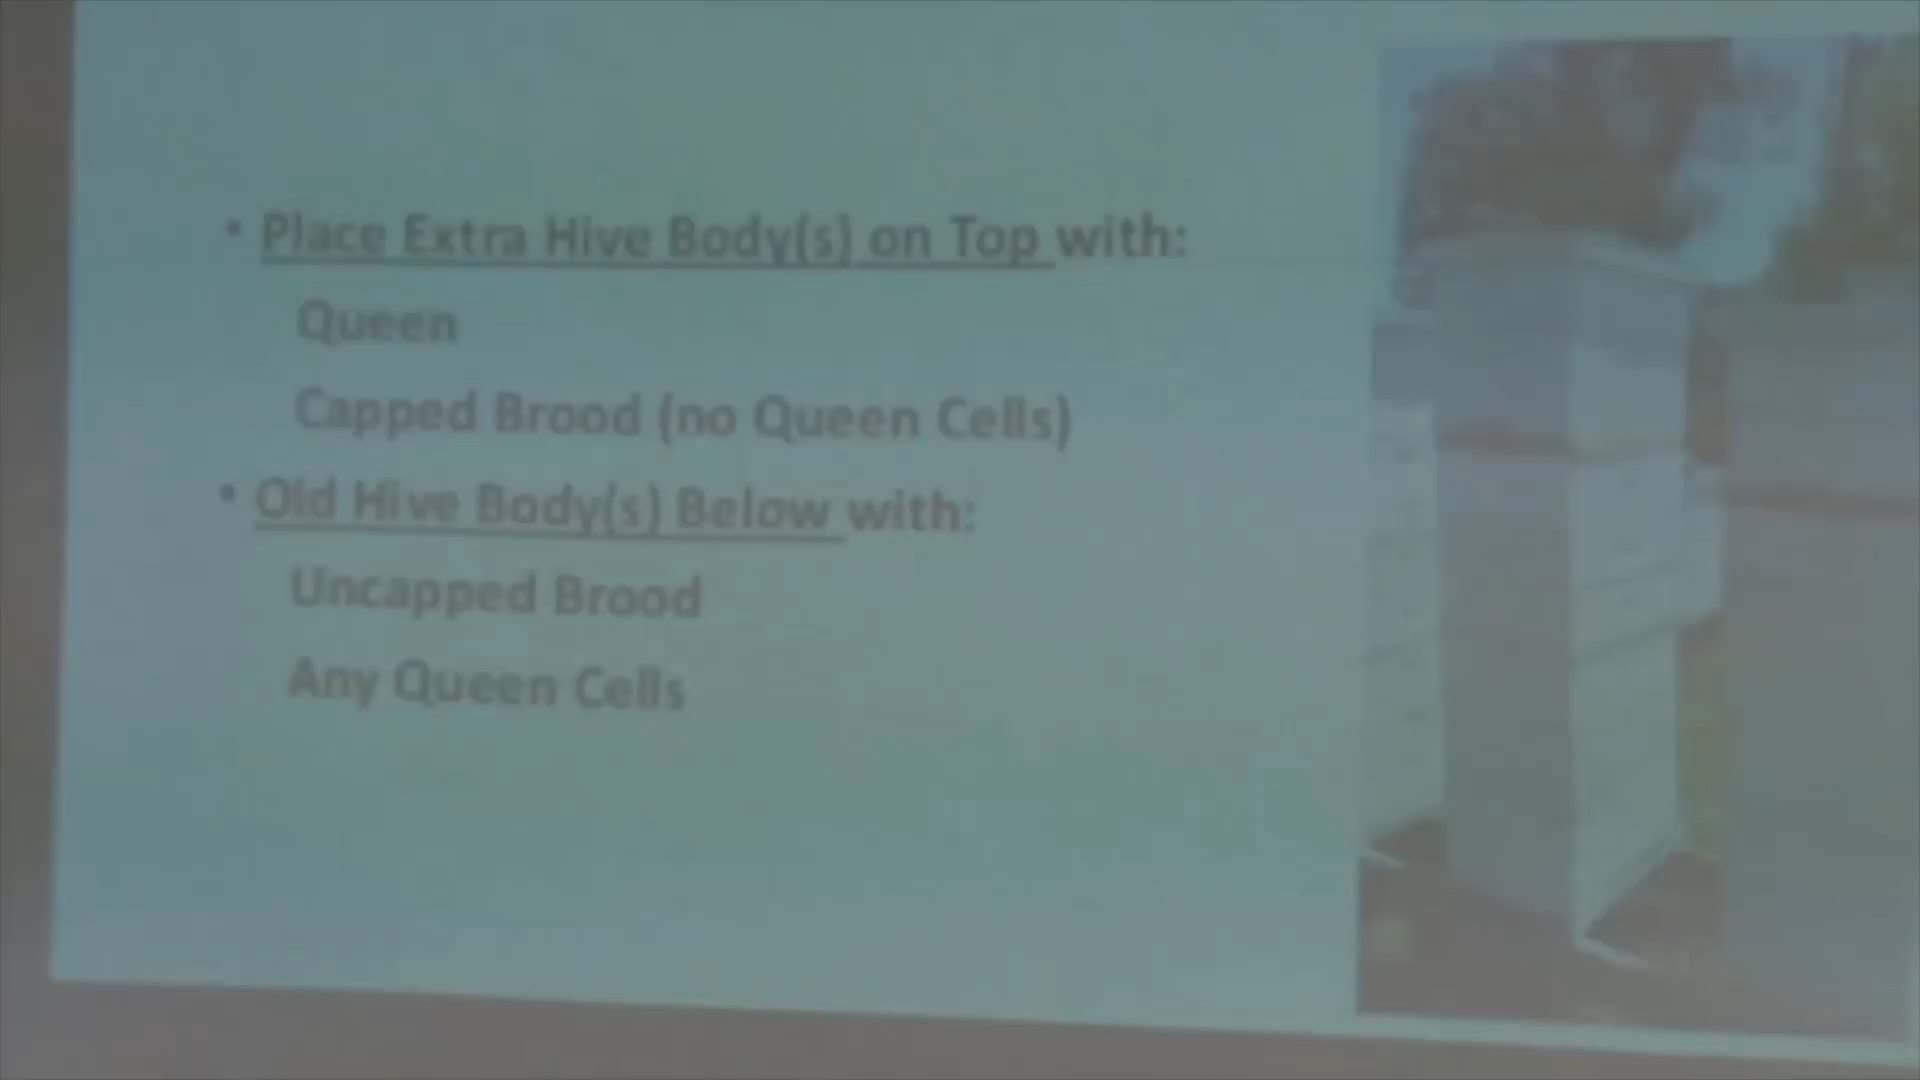 • Place Extra Hive Body(s) on Top with:
Queen
Capped Brood (no Queen Cells)
• Old Hive Body(s) Below with:
Uncapped Brood
Any Queen Cells